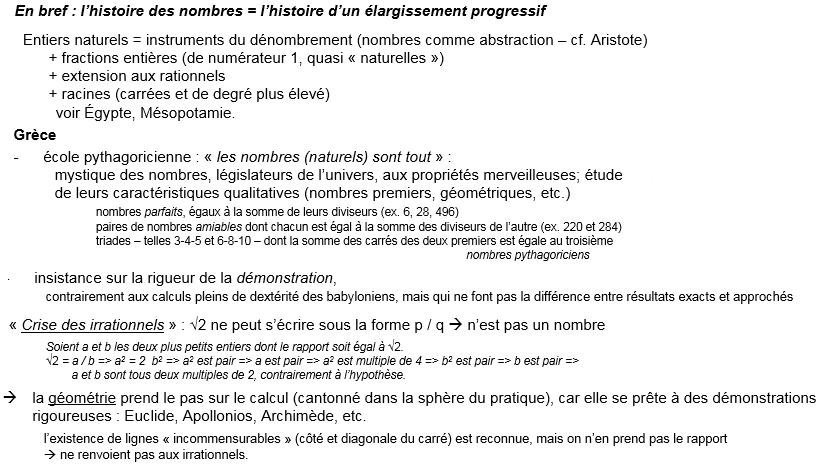 En bref : l’histoire des nombres = l’histoire d’un élargissement progressif
Entiers naturels = instruments du dénombrement (nombres comme abstraction – cf. Aristote)
+ fractions entières (de numérateur 1, quasi « naturelles »)
+ extension aux rationnels
+ racines (carrées et de degré plus élevé)
voir Égypte, Mésopotamie.
Grèce
- école pythagoricienne : « les nombres (naturels) sont tout » :
mystique des nombres, législateurs de l’univers, aux propriétés merveilleuses; étude
de leurs caractéristiques qualitatives (nombres premiers, géométriques, etc.)
nombres parfaits, égaux à la somme de leurs diviseurs (ex. 6, 28, 496)
paires de nombres amiables dont chacun est égal à la somme des diviseurs de l’autre (ex. 220 et 284)
triades – telles 3-4-5 et 6-8-10 – dont la somme des carrés des deux premiers est égale au troisième
nombres pythagoriciens
· insistance sur la rigueur de la démonstration,
contrairement aux calculs pleins de dextérité des babyloniens, mais qui ne font pas la différence entre résultats exacts et approchés
« Crise des irrationnels » : √2 ne peut s’écrire sous la forme p / q → n’est pas un nombre
Soient a et b les deux plus petits entiers dont le rapport soit égal à √2.
√2 = a / b => a² = 2 b² => a² est pair => a est pair => a² est multiple de 4 => b² est pair => b est pair =>
a et b sont tous deux multiples de 2, contrairement à l’hypothèse.
→ la géométrie prend le pas sur le calcul (cantonné dans la sphère du pratique), car elle se prête à des démonstrations
rigoureuses : Euclide, Apollonios, Archimède, etc.
l’existence de lignes « incommensurables » (côté et diagonale du carré) est reconnue, mais on n’en prend pas le rapport
→ ne renvoient pas aux irrationnels.